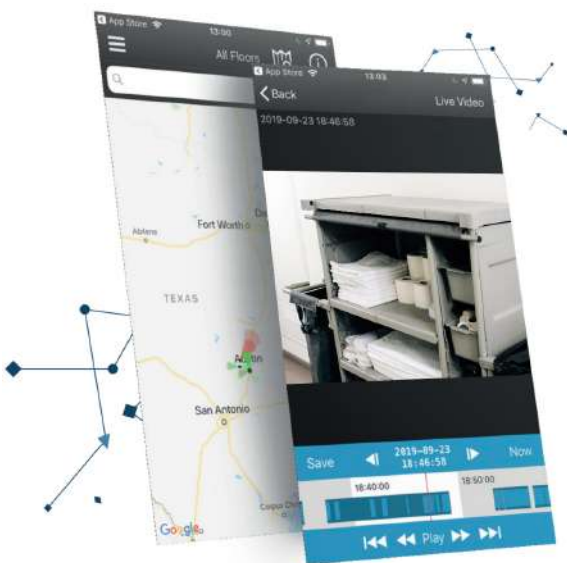 App Store
13:00
All Floors
Abilene
Fort Worth
TEXAS
Austin
San Antonio
Google
App Store
13:03
Back
Live Video
2019-09-23 18:46:58
Save
2019-09-23
18:46:58
Now
18:40:00
18:50:00
Play